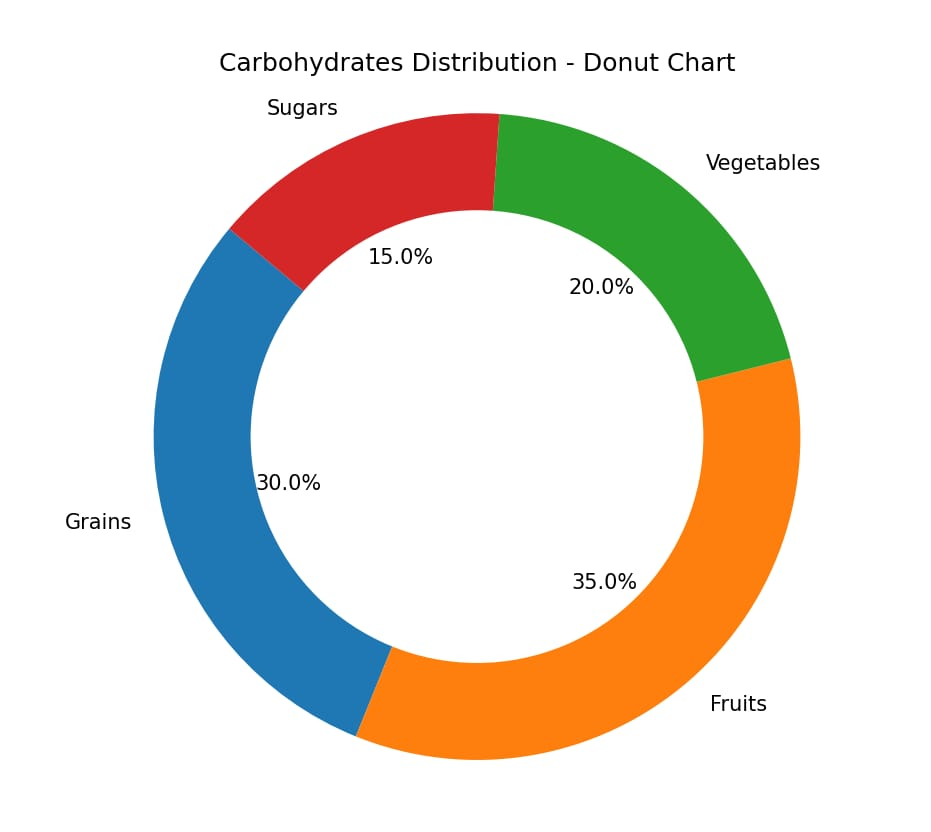 Carbohydrates Distribution - Donut Chart
Sugars
Vegetables
15.0%
20.0%
30.0%
Grains
35.0%
Fruits